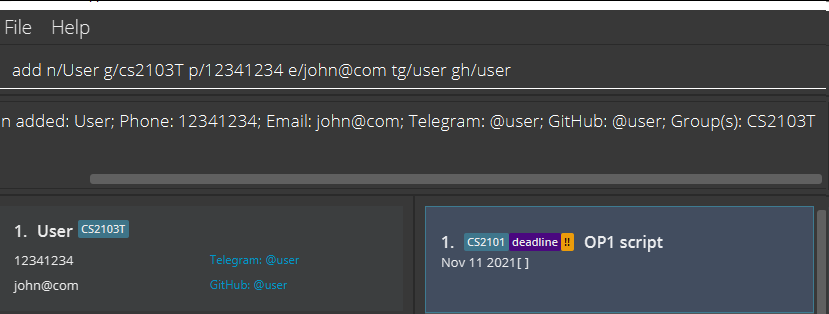 File Help
add n/User g/cs2103T p/12341234 e/john@com tg/user gh/user
n added: User; Phone: 12341234; Email: john@com; Telegram: @user; GitHub: @user; Group(s): CS2103T
1. User CS2103T
12341234 Telegram: @user
john@com GitHub: @user
1. CS2101 deadline !! OP1 script
Nov 11 2021[ ]